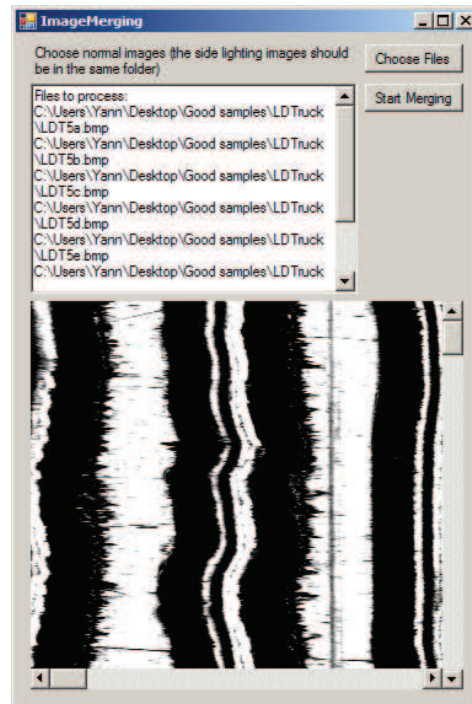 ImageMerging
Choose normal images (the side lighting images should
be in the same folder)
Choose Files
Start Merging
Files to process:
C:\Users\Yann\Desktop\Good samples\LDTruck
\LDT5a.bmp
C:\Users\Yann\Desktop\Good samples\LDTruck
\LDT5b.bmp
C:\Users\Yann\Desktop\Good samples\LDTruck
\LDT5c.bmp
C:\Users\Yann\Desktop\Good samples\LDTruck
\LDT5d.bmp
C:\Users\Yann\Desktop\Good samples\LDTruck
\LDT5e.bmp
C:\Users\Yann\Desktop\Good samples\LDTruck